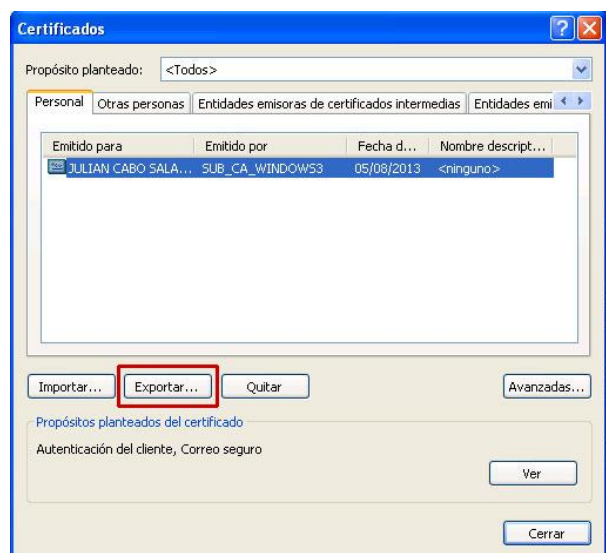 Certificados
Propósito planteado: <Todos>
Personal Otras personas Entidades emisoras de certificados intermedias Entidades emi
Emitido para Emitido por Fecha d... Nombre descript...
JULIAN CABO SALA... SUB_CA_WINDOWS3 05/08/2013 <ninguno>
Importar... Exportar... Quitar Avanzadas...
Propósitos planteados del certificado
Autenticación del cliente, Correo seguro
Ver
Cerrar